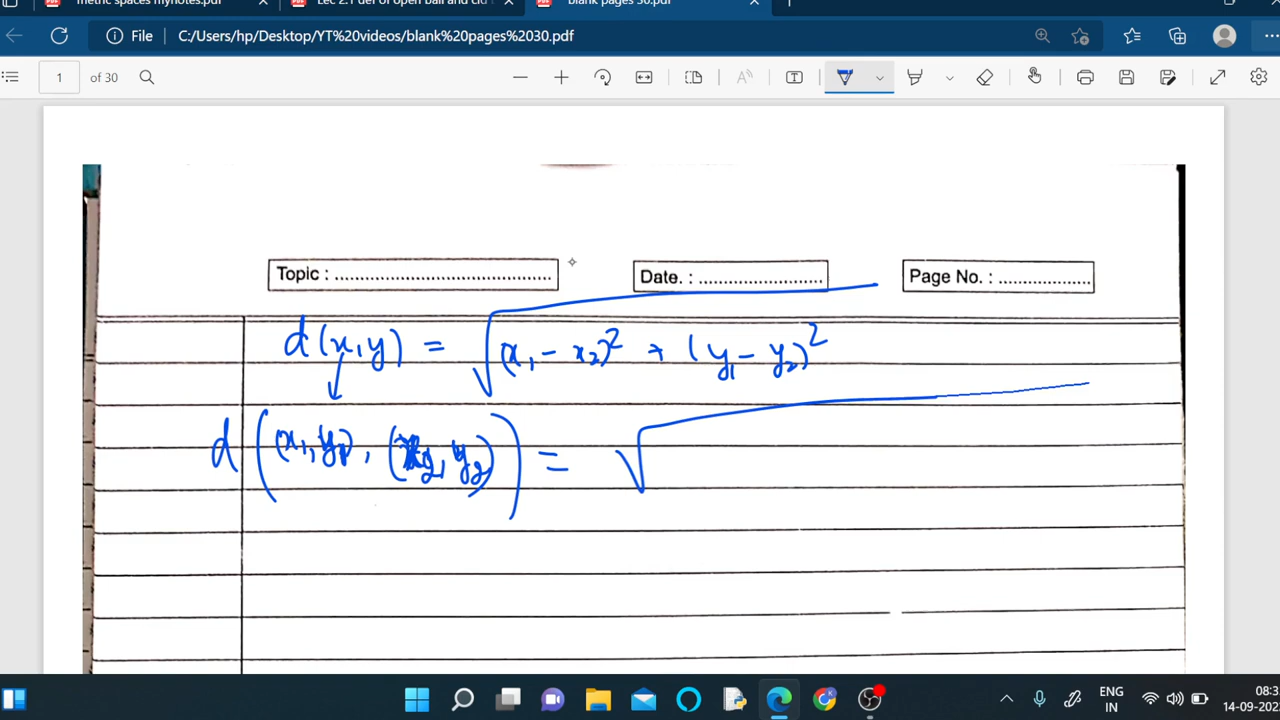 metric spaces mynotes.pdf Lec 2.1 def of open ball and cld blank pages 30.pdf
File C:/Users/hp/Desktop/YT%20videos/blank%20pages%2030.pdf
1 of 30
Topic : ........................................ Date. : ....................... Page No. : .................
d(x,y) = √(x₁ - x₂)² + (y₁ - y₂)²
d((x₁,y₁), (x₂,y₂)) = √
ENG 08:3
IN 14-09-202